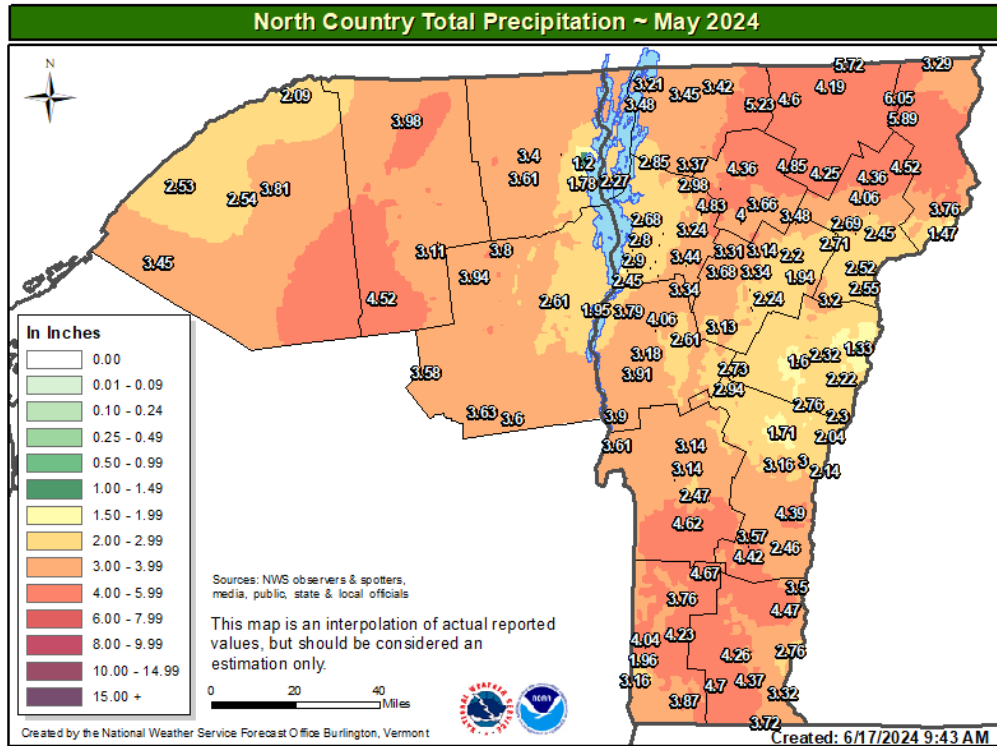 North Country Total Precipitation ~ May 2024
N
5.72 3.29
2.09 3.21 3.45 3.42 4.19
3.48 5.23 4.6 6.05
3.98 5.89
3.4 1.2 2.85 3.37 4.36 4.85 4.25 4.36 4.52
2.53 2.54 3.81 3.61 1.78 2.27 2.98 4.06
4.83 4 3.66 3.48 3.76
2.68 3.24 2.69 2.45 1.47
3.45 3.11 3.8 2.8 3.44 3.31 3.14 2.2 2.71
3.94 2.9 3.68 3.34 1.94 2.52
2.45 3.34 2.55
4.52 2.61 1.95 3.79 4.06 3.13 2.24 3.2
2.61
3.18 1.6 2.32 1.33
3.58 3.91 2.73 2.22
2.94
3.63 3.6 3.9 2.76 2.3
3.61 3.14 1.71 2.04
3.14 3.16 3 2.14
2.47
4.62 4.39
3.57 2.46
4.42
4.67 3.5
3.76 4.47
4.04 4.23
1.96 4.26 2.76
3.16 4.7 4.37
3.87 3.32
3.72
In Inches
0.00
0.01 - 0.09
0.10 - 0.24
0.25 - 0.49
0.50 - 0.99
1.00 - 1.49
1.50 - 1.99
2.00 - 2.99
3.00 - 3.99
4.00 - 5.99
6.00 - 7.99
8.00 - 9.99
10.00 - 14.99
15.00 +
Sources: NWS observers & spotters,
media, public, state & local officials
This map is an interpolation of actual reported
values, but should be considered an
estimation only.
0 20 40
Miles
NATIONAL WEATHER SERVICE
noaa
Created by the National Weather Service Forecast Office Burlington, Vermont
Created: 6/17/2024 9:43 AM